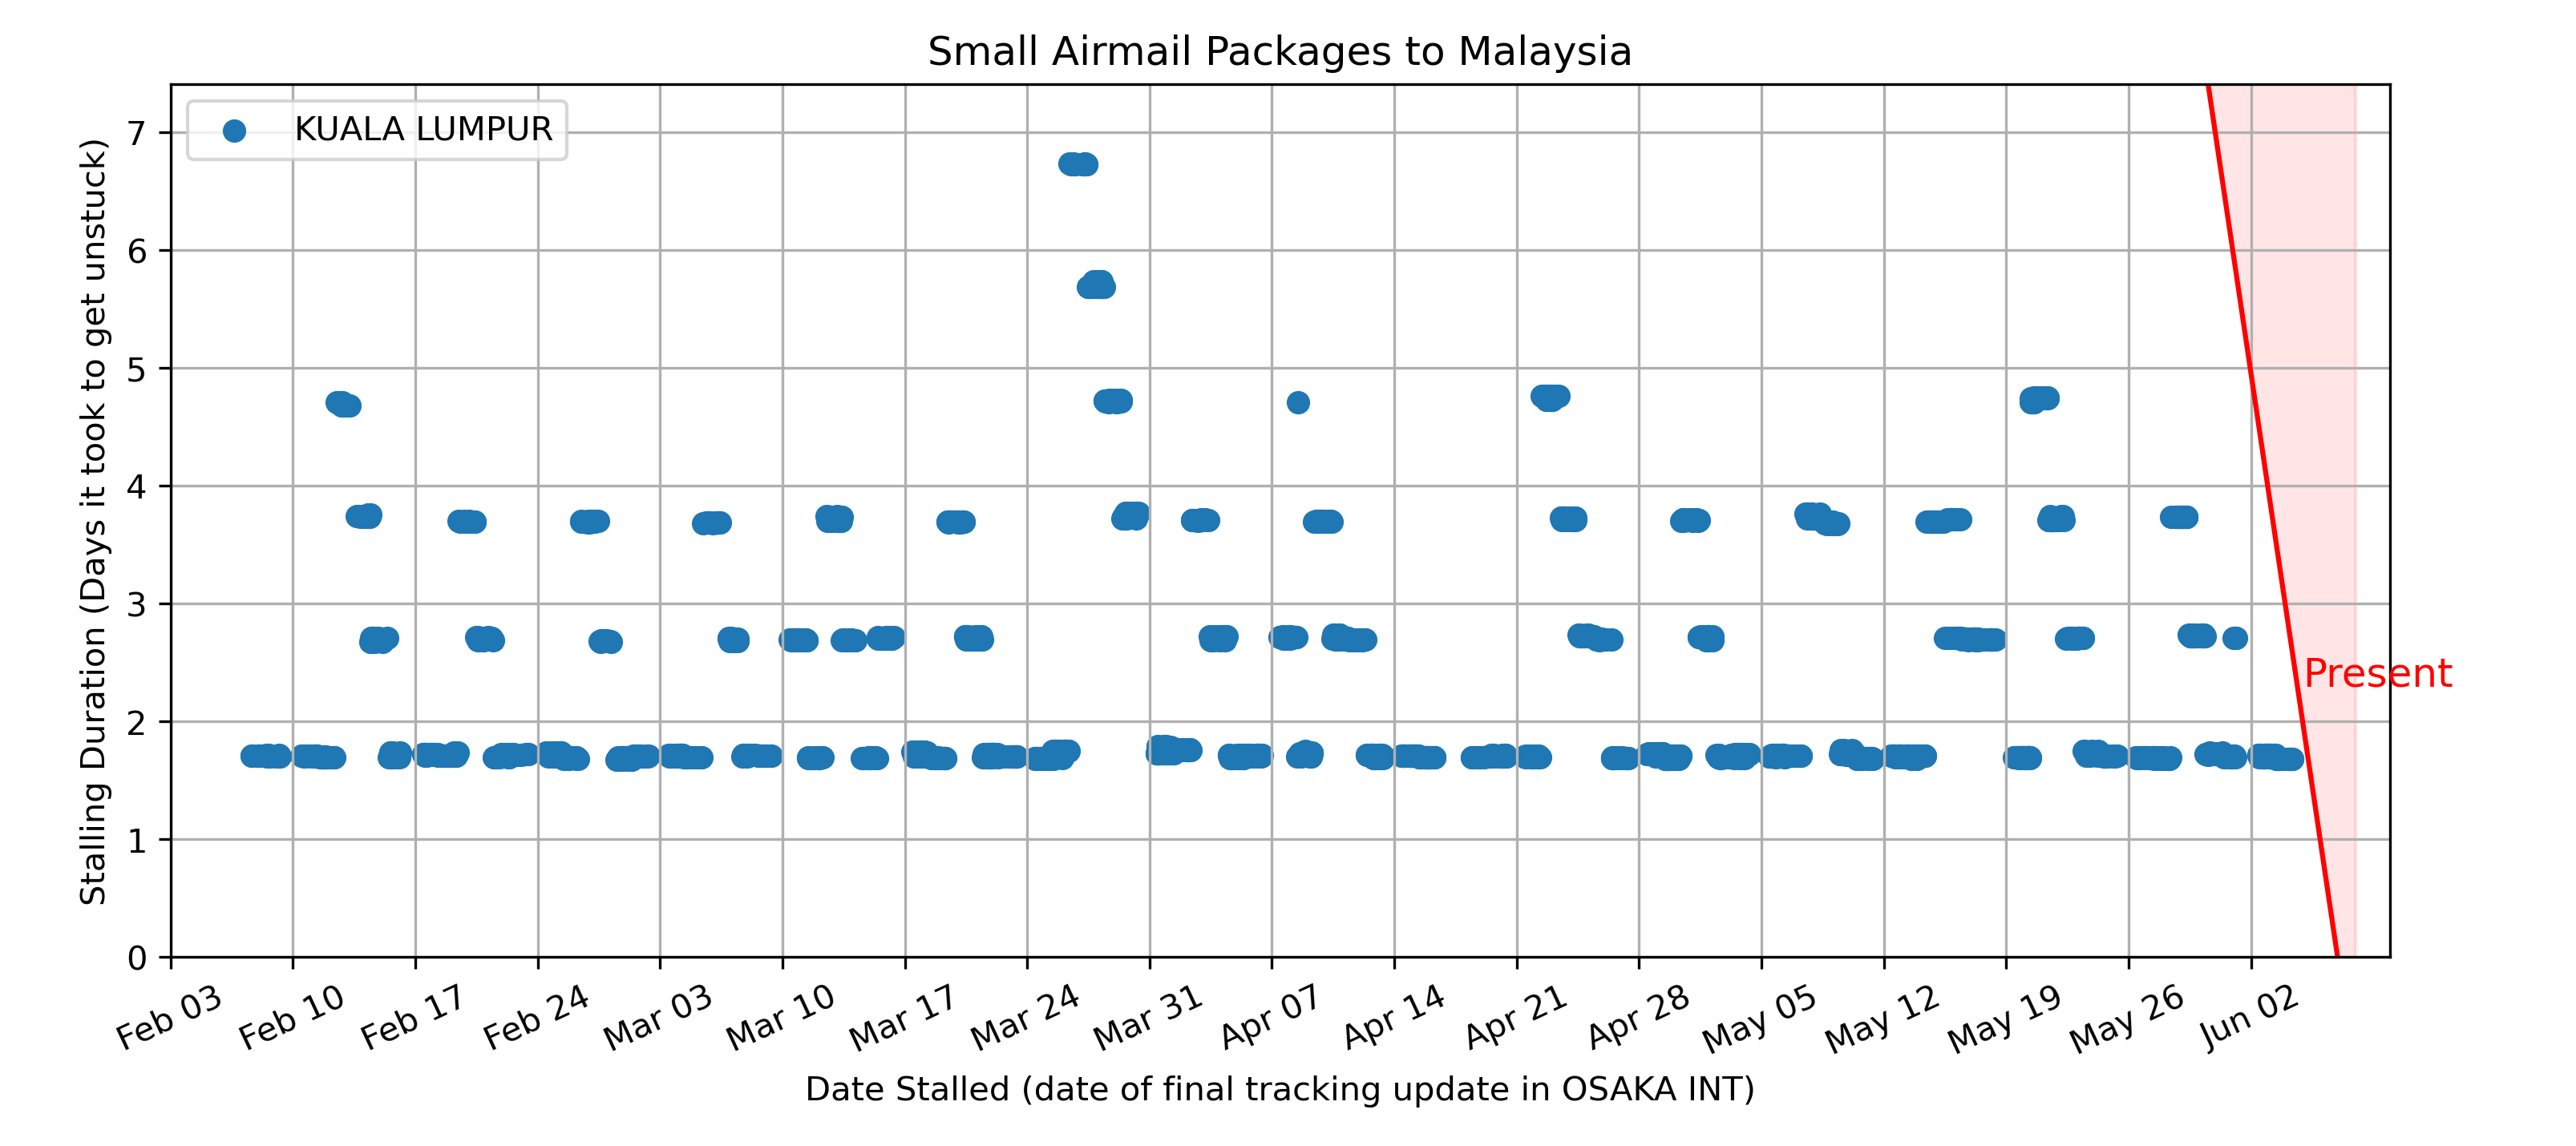 Small Airmail Packages to Malaysia
KUALA LUMPUR
Stalling Duration (Days it took to get unstuck)
7
6
5
4
3
2
1
0
Present
Feb 03
Feb 10
Feb 17
Feb 24
Mar 03
Mar 10
Mar 17
Mar 24
Mar 31
Apr 07
Apr 14
Apr 21
Apr 28
May 05
May 12
May 19
May 26
Jun 02
Date Stalled (date of final tracking update in OSAKA INT)